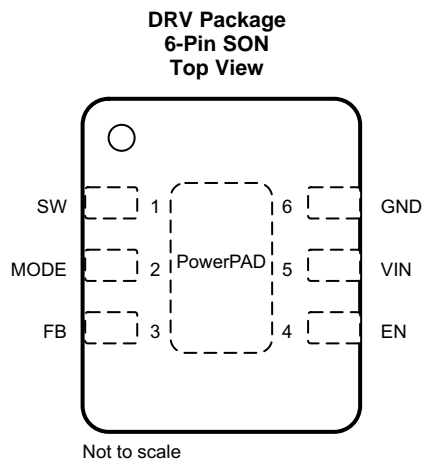 DRV Package
6-Pin SON
Top View
SW 1 6 GND
MODE 2 PowerPAD 5 VIN
FB 3 4 EN
Not to scale